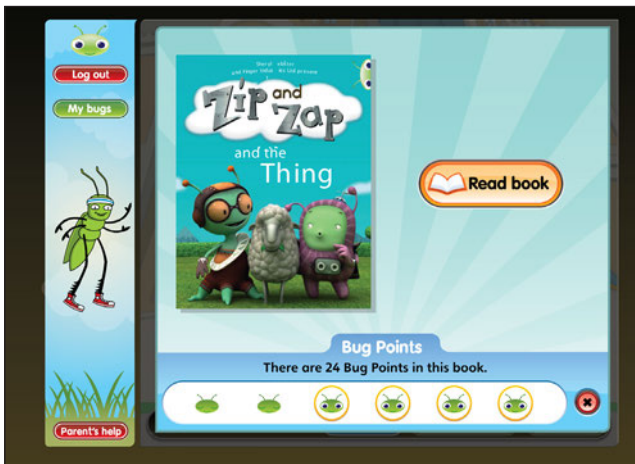 Log out
My bugs
Zip and
Zap
and the
Thing
Read book
Bug Points
There are 24 Bug Points in this book.
Parent's help